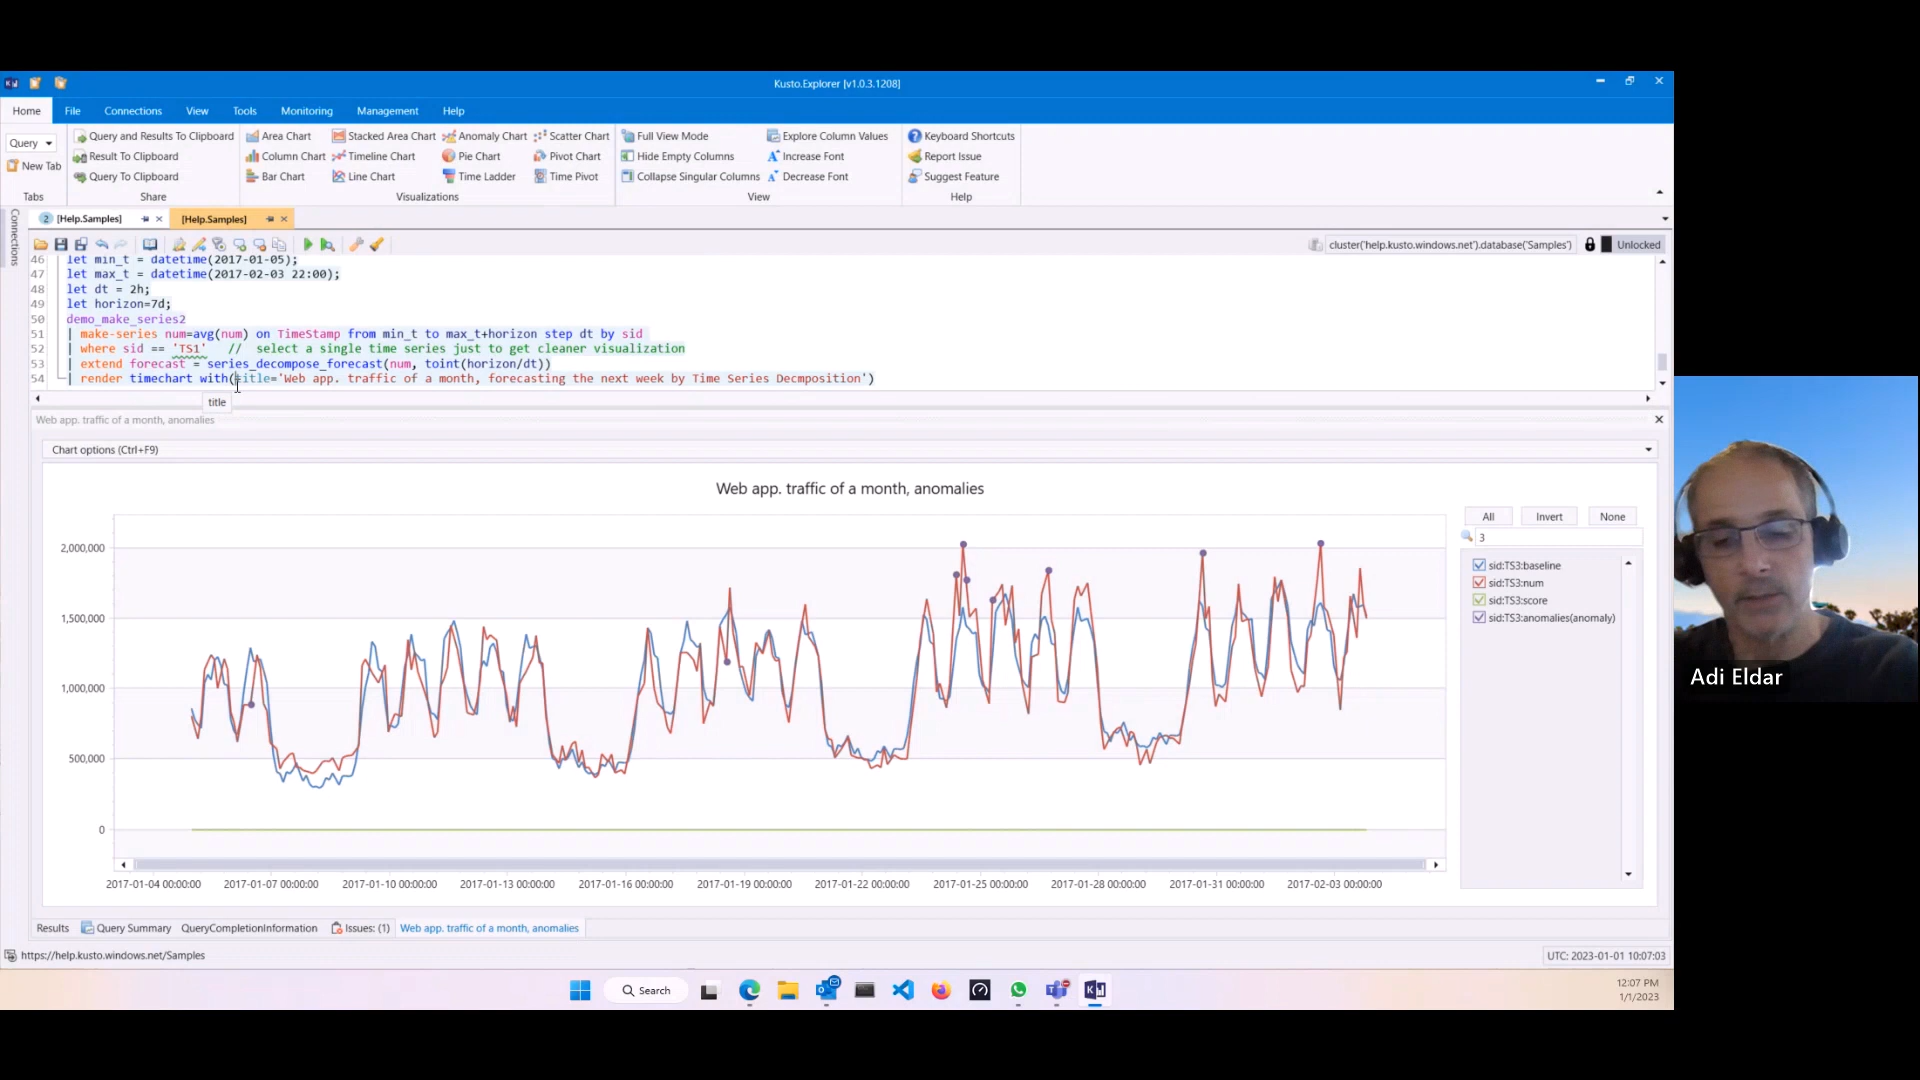 Kusto.Explorer [v1.0.3.1208]
Home File Connections View Tools Monitoring Management Help
Query and Results To Clipboard Area Chart Stacked Area Chart Anomaly Chart Scatter Chart Full View Mode Explore Column Values Keyboard Shortcuts
Query
Result To Clipboard Column Chart Timeline Chart Pie Chart Pivot Chart Hide Empty Columns Increase Font Report Issue
New Tab
Query To Clipboard Bar Chart Line Chart Time Ladder Time Pivot Collapse Singular Columns Decrease Font Suggest Feature
Tabs Share Visualizations View Help
Connections
2 [Help.Samples] [Help.Samples]
cluster('help.kusto.windows.net').database('Samples') Unlocked
46 let min_t = datetime(2017-01-05);
47 let max_t = datetime(2017-02-03 22:00);
48 let dt = 2h;
49 let horizon=7d;
50 demo_make_series2
51 | make-series num=avg(num) on TimeStamp from min_t to max_t+horizon step dt by sid
52 | where sid == 'TS1' // select a single time series just to get cleaner visualization
53 | extend forecast = series_decompose_forecast(num, toint(horizon/dt))
54 | render timechart with(title='Web app. traffic of a month, forecasting the next week by Time Series Decmposition')
title
Web app. traffic of a month, anomalies
Chart options (Ctrl+F9)
Web app. traffic of a month, anomalies
All Invert None
3
sid:TS3:baseline
sid:TS3:num
sid:TS3:score
sid:TS3:anomalies(anomaly)
2,000,000
1,500,000
1,000,000
500,000
0
2017-01-04 00:00:00 2017-01-07 00:00:00 2017-01-10 00:00:00 2017-01-13 00:00:00 2017-01-16 00:00:00 2017-01-19 00:00:00 2017-01-22 00:00:00 2017-01-25 00:00:00 2017-01-28 00:00:00 2017-01-31 00:00:00 2017-02-03 00:00:00
Results Query Summary QueryCompletionInformation Issues: (1) Web app. traffic of a month, anomalies
https://help.kusto.windows.net/Samples
UTC: 2023-01-01 10:07:03
Search
12:07 PM
1/1/2023
Adi Eldar